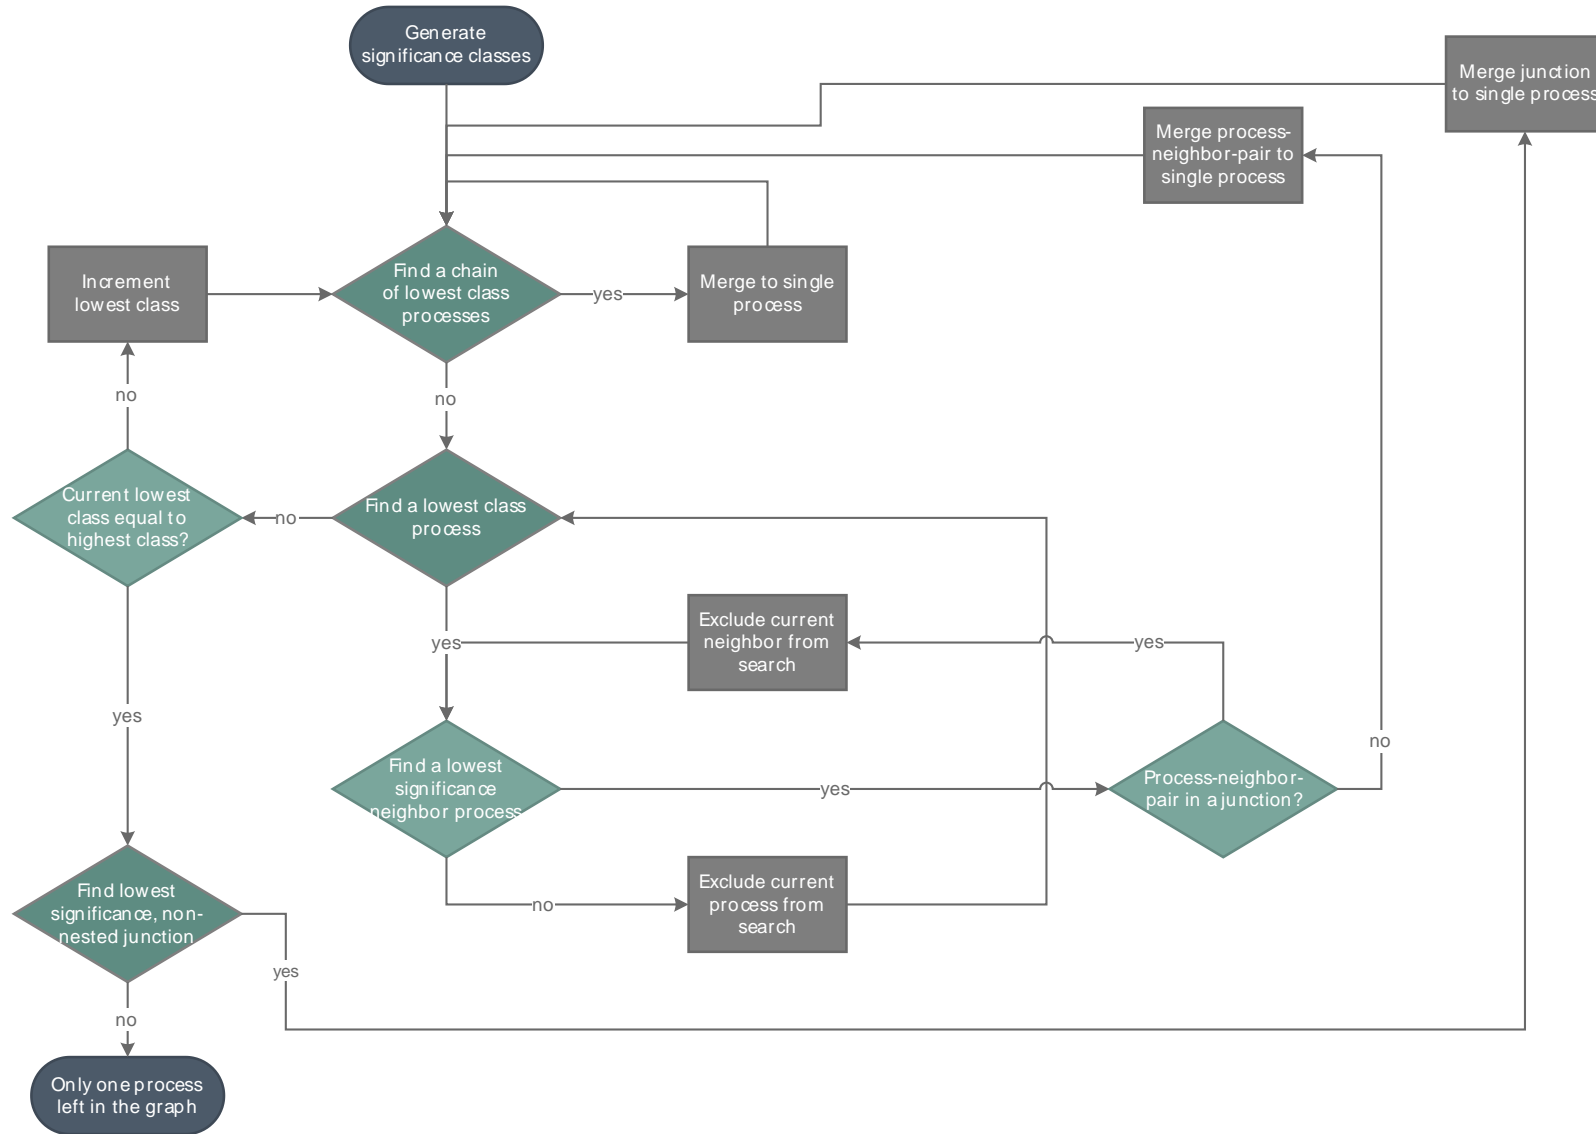 Generate
significance classes
Merge junction
to single process
Merge process-
neighbor-pair to
single process
Increment
lowest class
Find a chain
of lowest class
processes
yes
Merge to single
process
no
no
Current lowest
class equal to
highest class?
no
Find a lowest class
process
Exclude current
neighbor from
search
yes
yes
yes
Find a lowest
significance
neighbor process
yes
Process-neighbor-
pair in a junction?
no
Find lowest
significance, non-
nested junction
no
Exclude current
process from
search
yes
no
Only one process
left in the graph